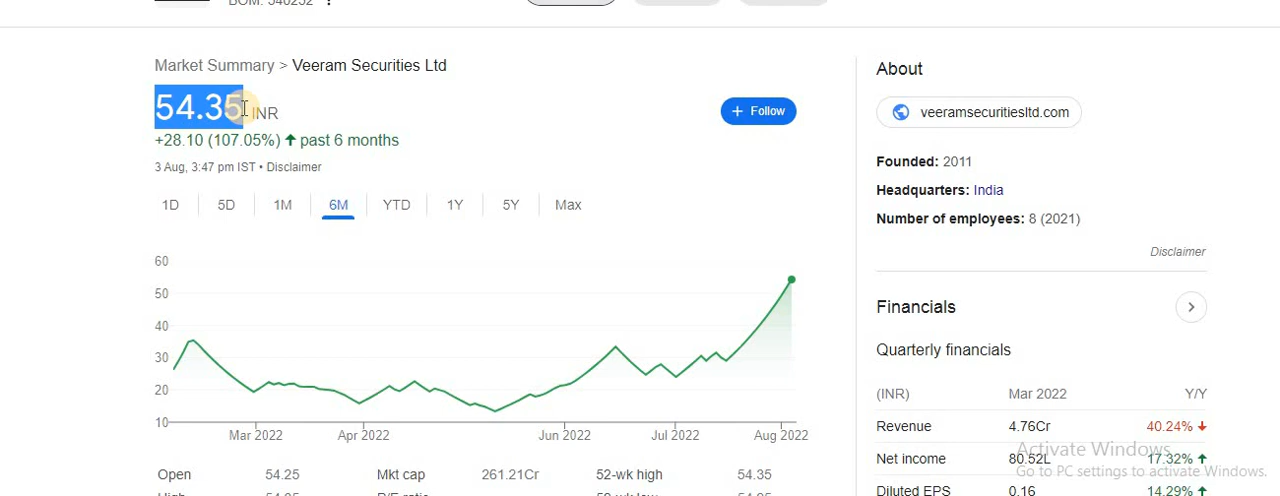 BOM: 540252
Market Summary > Veeram Securities Ltd
54.35 INR
+ Follow
+28.10 (107.05%) ↑ past 6 months
3 Aug, 3:47 pm IST • Disclaimer
1D 5D 1M 6M YTD 1Y 5Y Max
60
50
40
30
20
10
Mar 2022 Apr 2022 Jun 2022 Jul 2022 Aug 2022
Open 54.25 Mkt cap 261.21Cr 52-wk high 54.35
About
veeramsecuritiesltd.com
Founded: 2011
Headquarters: India
Number of employees: 8 (2021)
Disclaimer
Financials
Quarterly financials
(INR) Mar 2022 Y/Y
Revenue 4.76Cr 40.24% ↓
Net income 80.52L 17.32% ↑
Diluted EPS 0.16 14.29% ↑
Activate Windows
Go to PC settings to activate Windows.